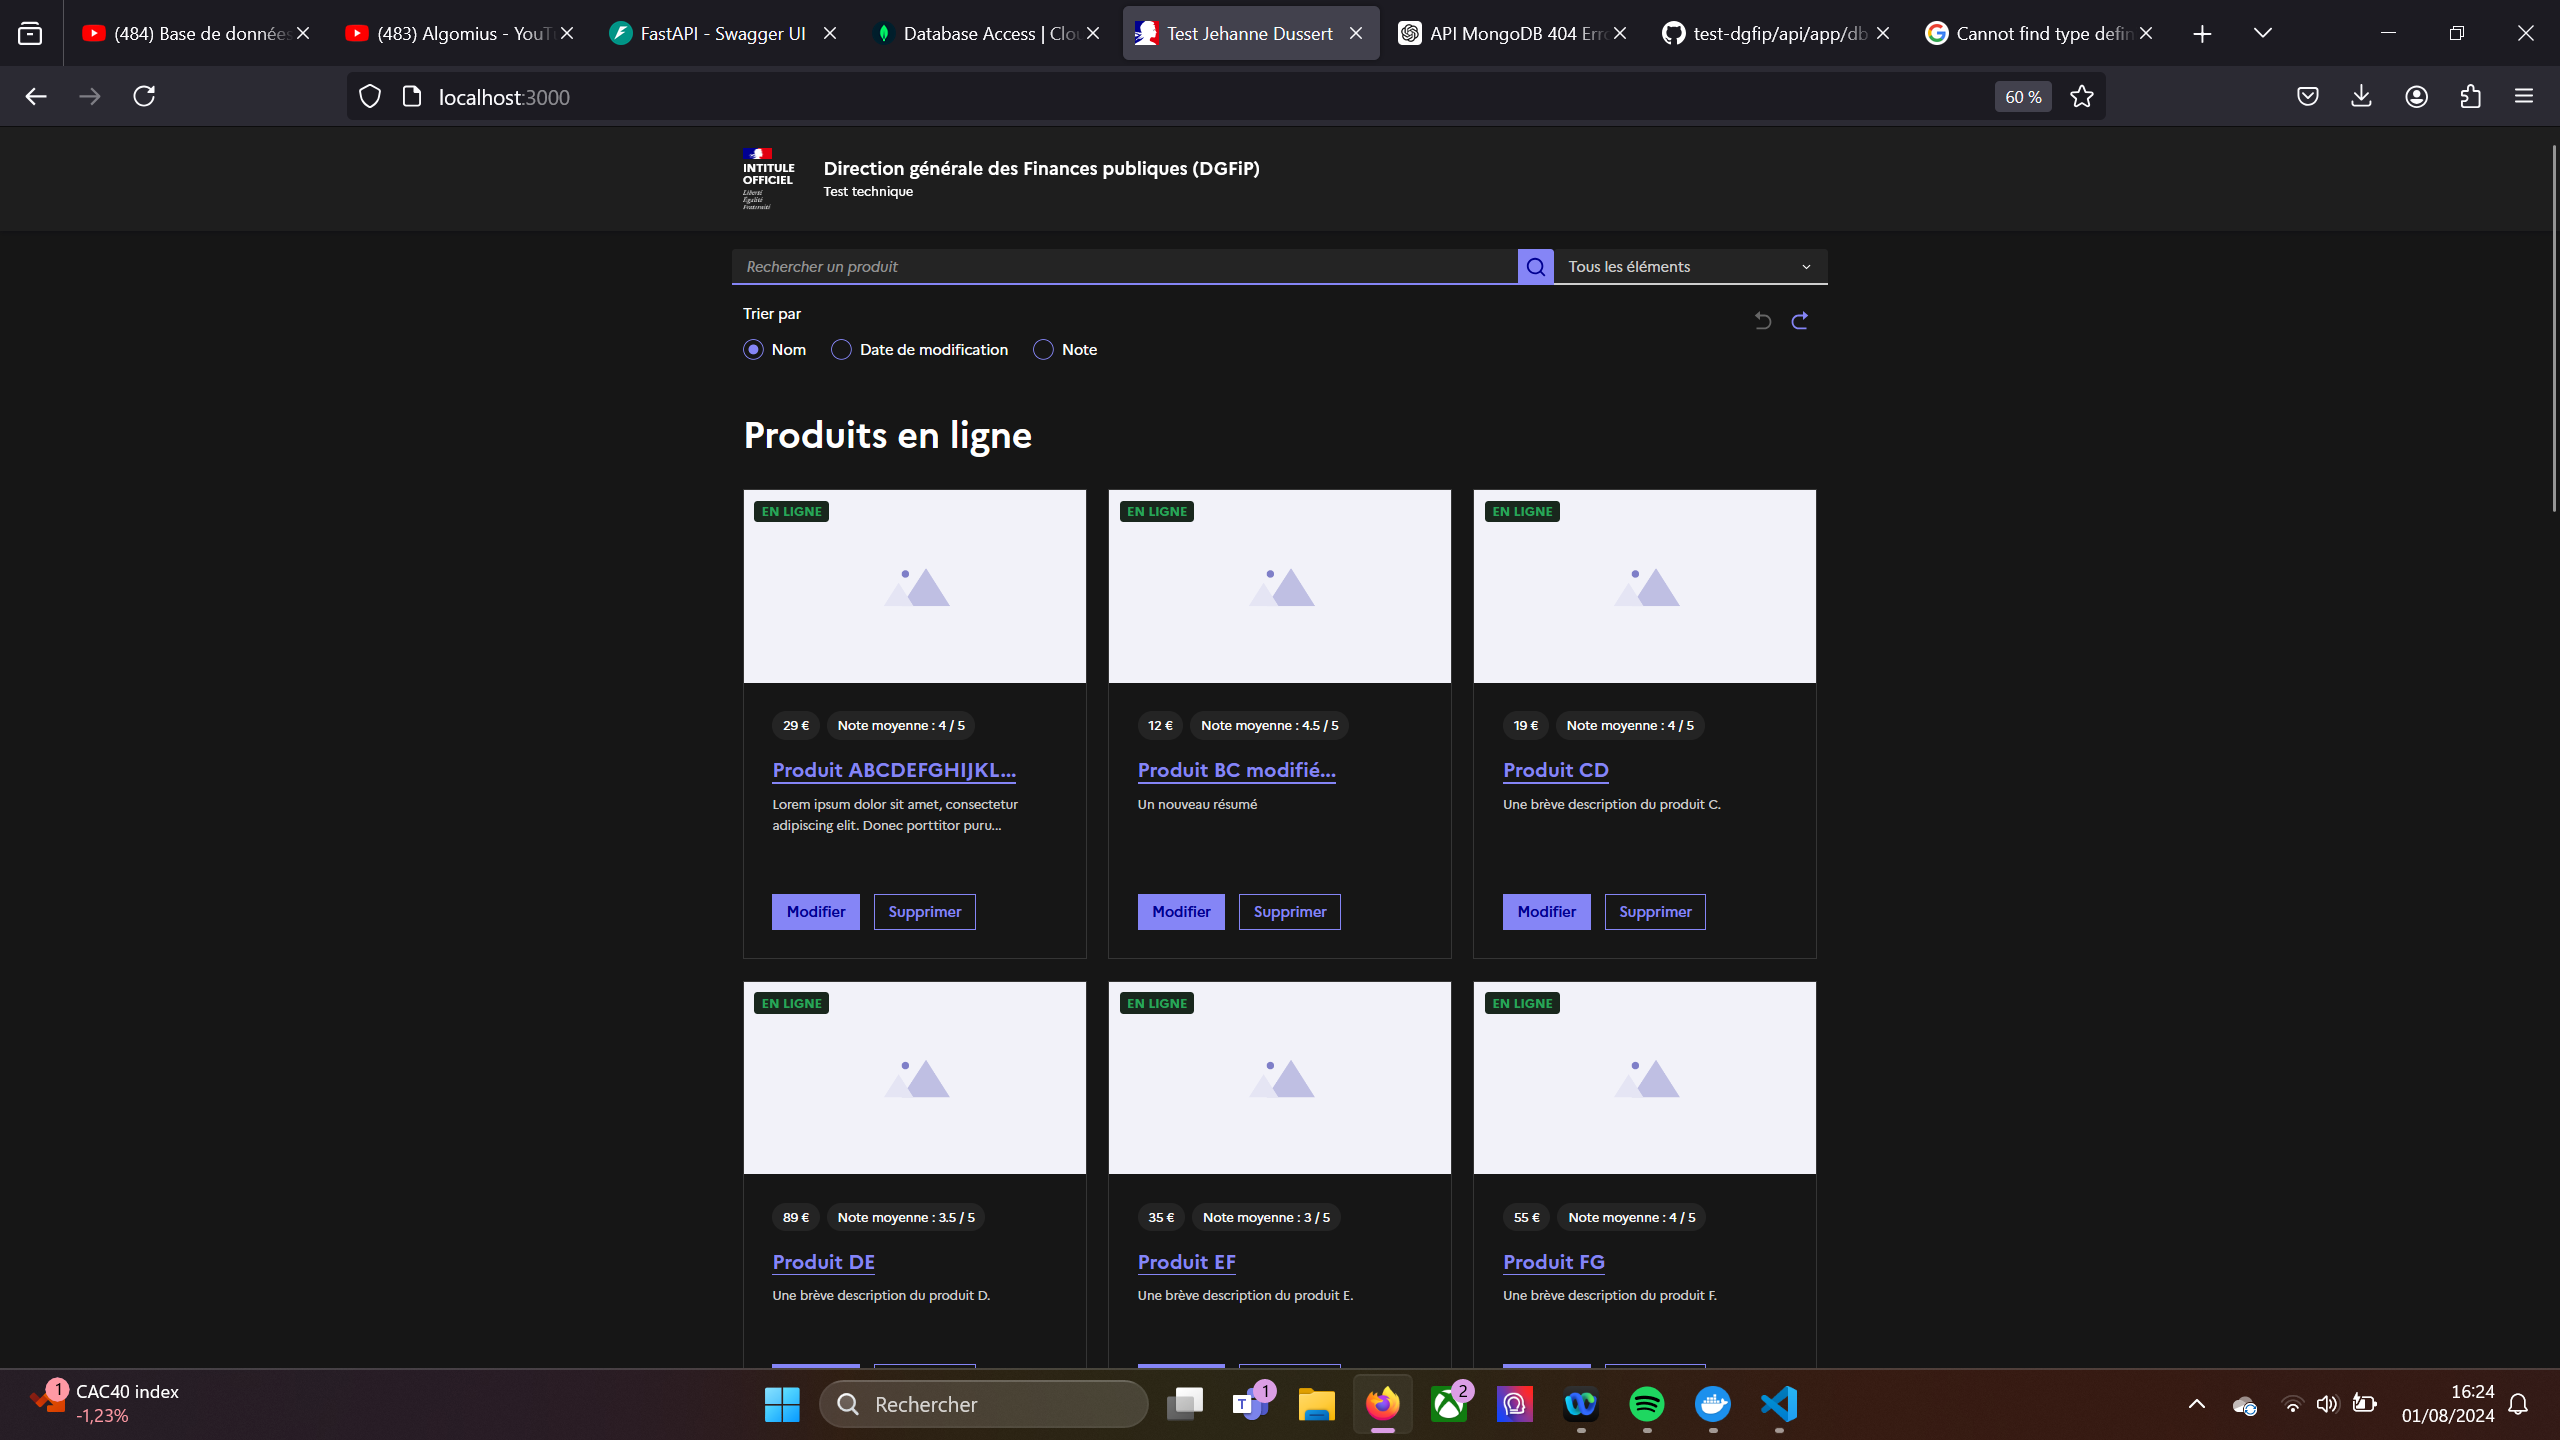 (484) Base de données
(483) Algomius - YouT
FastAPI - Swagger UI
Database Access | Clou
Test Jehanne Dussert
API MongoDB 404 Erro
test-dgfip/api/app/db
Cannot find type defin
localhost:3000
60 %
INTITULE
OFFICIEL
Liberté
Égalité
Fraternité
Direction générale des Finances publiques (DGFiP)
Test technique
Rechercher un produit
Tous les éléments
Trier par
Nom
Date de modification
Note
Produits en ligne
EN LIGNE
EN LIGNE
EN LIGNE
29 €
Note moyenne : 4 / 5
12 €
Note moyenne : 4.5 / 5
19 €
Note moyenne : 4 / 5
Produit ABCDEFGHIJKL...
Produit BC modifié...
Produit CD
Lorem ipsum dolor sit amet, consectetur
adipiscing elit. Donec porttitor puru...
Un nouveau résumé
Une brève description du produit C.
Modifier
Supprimer
Modifier
Supprimer
Modifier
Supprimer
EN LIGNE
EN LIGNE
EN LIGNE
89 €
Note moyenne : 3.5 / 5
35 €
Note moyenne : 3 / 5
55 €
Note moyenne : 4 / 5
Produit DE
Produit EF
Produit FG
Une brève description du produit D.
Une brève description du produit E.
Une brève description du produit F.
1
CAC40 index
-1,23%
Rechercher
1
2
16:24
01/08/2024